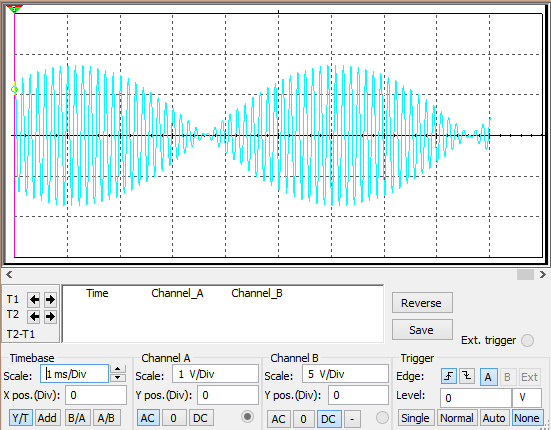 Time Channel_A Channel_B
T1
T2
T2-T1
Reverse
Save
Ext. trigger
Timebase
Scale: 1 ms/Div
X pos.(Div): 0
Y/T Add B/A A/B
Channel A
Scale: 1 V/Div
Y pos.(Div): 0
AC 0 DC
Channel B
Scale: 5 V/Div
Y pos.(Div): 0
AC 0 DC -
Trigger
Edge: A B Ext
Level: 0 V
Single Normal Auto None